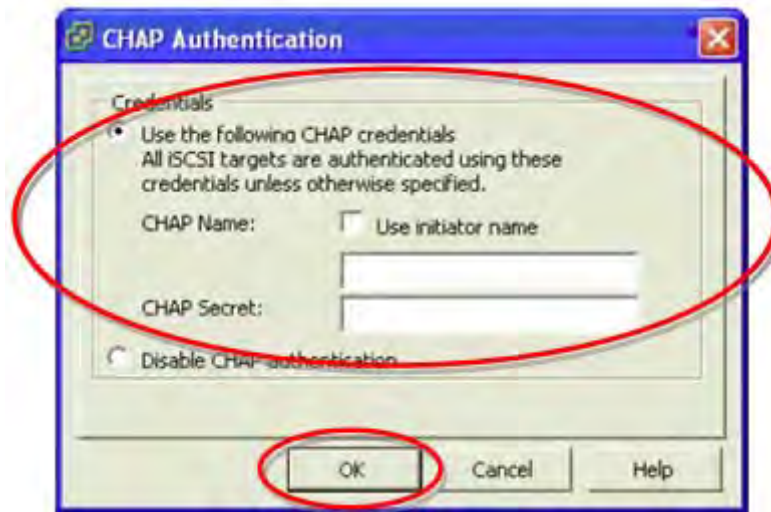 CHAP Authentication
Credentials
Use the following CHAP credentials
All iSCSI targets are authenticated using these
credentials unless otherwise specified.
CHAP Name:
Use initiator name
CHAP Secret:
Disable CHAP authentication
OK
Cancel
Help